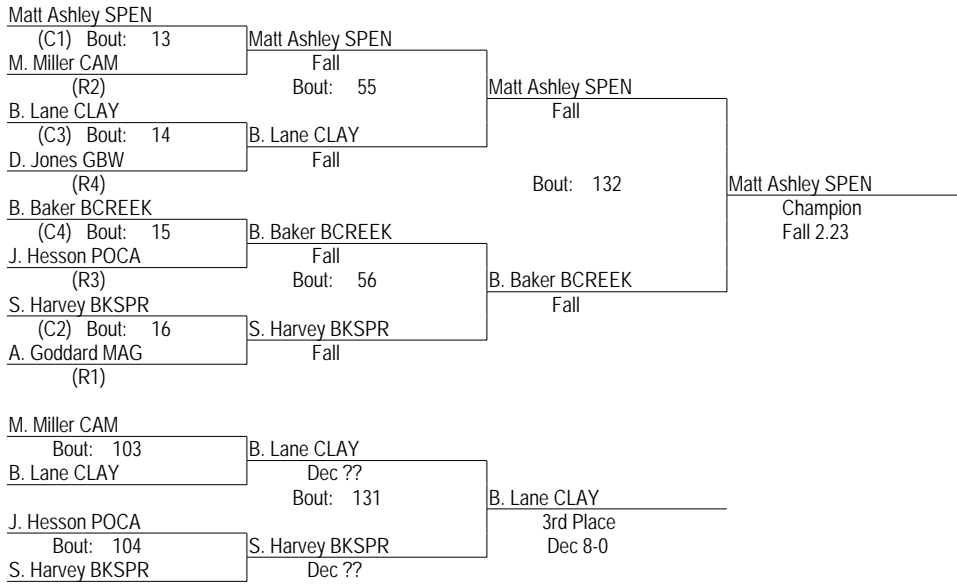 Matt Ashley SPEN
(C1) Bout: 13
Matt Ashley SPEN
M. Miller CAM
Fall
(R2)
Bout: 55
Matt Ashley SPEN
B. Lane CLAY
Fall
(C3) Bout: 14
B. Lane CLAY
D. Jones GBW
Fall
(R4)
Bout: 132
Matt Ashley SPEN
B. Baker BCREEK
Champion
(C4) Bout: 15
B. Baker BCREEK
Fall 2.23
J. Hesson POCA
Fall
(R3)
Bout: 56
B. Baker BCREEK
S. Harvey BKSPR
Fall
(C2) Bout: 16
S. Harvey BKSPR
A. Goddard MAG
Fall
(R1)
M. Miller CAM
Bout: 103
B. Lane CLAY
B. Lane CLAY
Dec ??
Bout: 131
B. Lane CLAY
J. Hesson POCA
3rd Place
Bout: 104
S. Harvey BKSPR
Dec 8-0
S. Harvey BKSPR
Dec ??